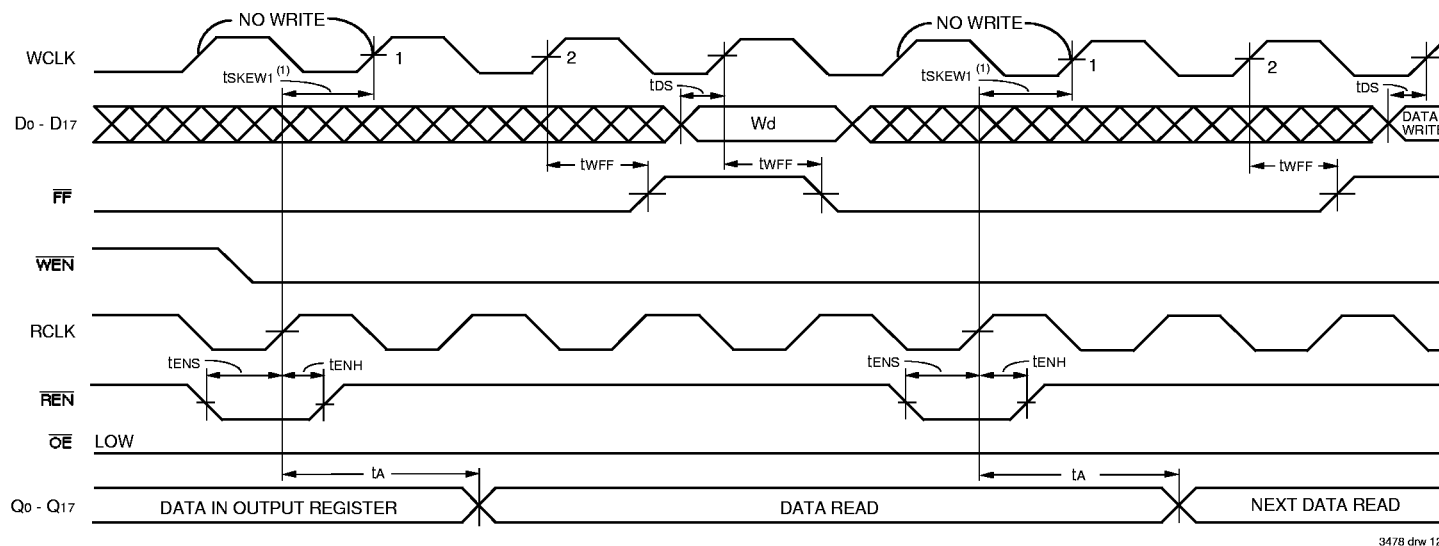 NO WRITE
NO WRITE
WCLK
1
2
1
2
tSKEW1(1)
tDS
tSKEW1(1)
tDS
D0 - D17
Wd
DATA WRITE
tWFF
tWFF
tWFF
FF
WEN
RCLK
tENS
tENH
tENS
tENH
REN
OE
LOW
tA
tA
Q0 - Q17
DATA IN OUTPUT REGISTER
DATA READ
NEXT DATA READ
3478 drw 12